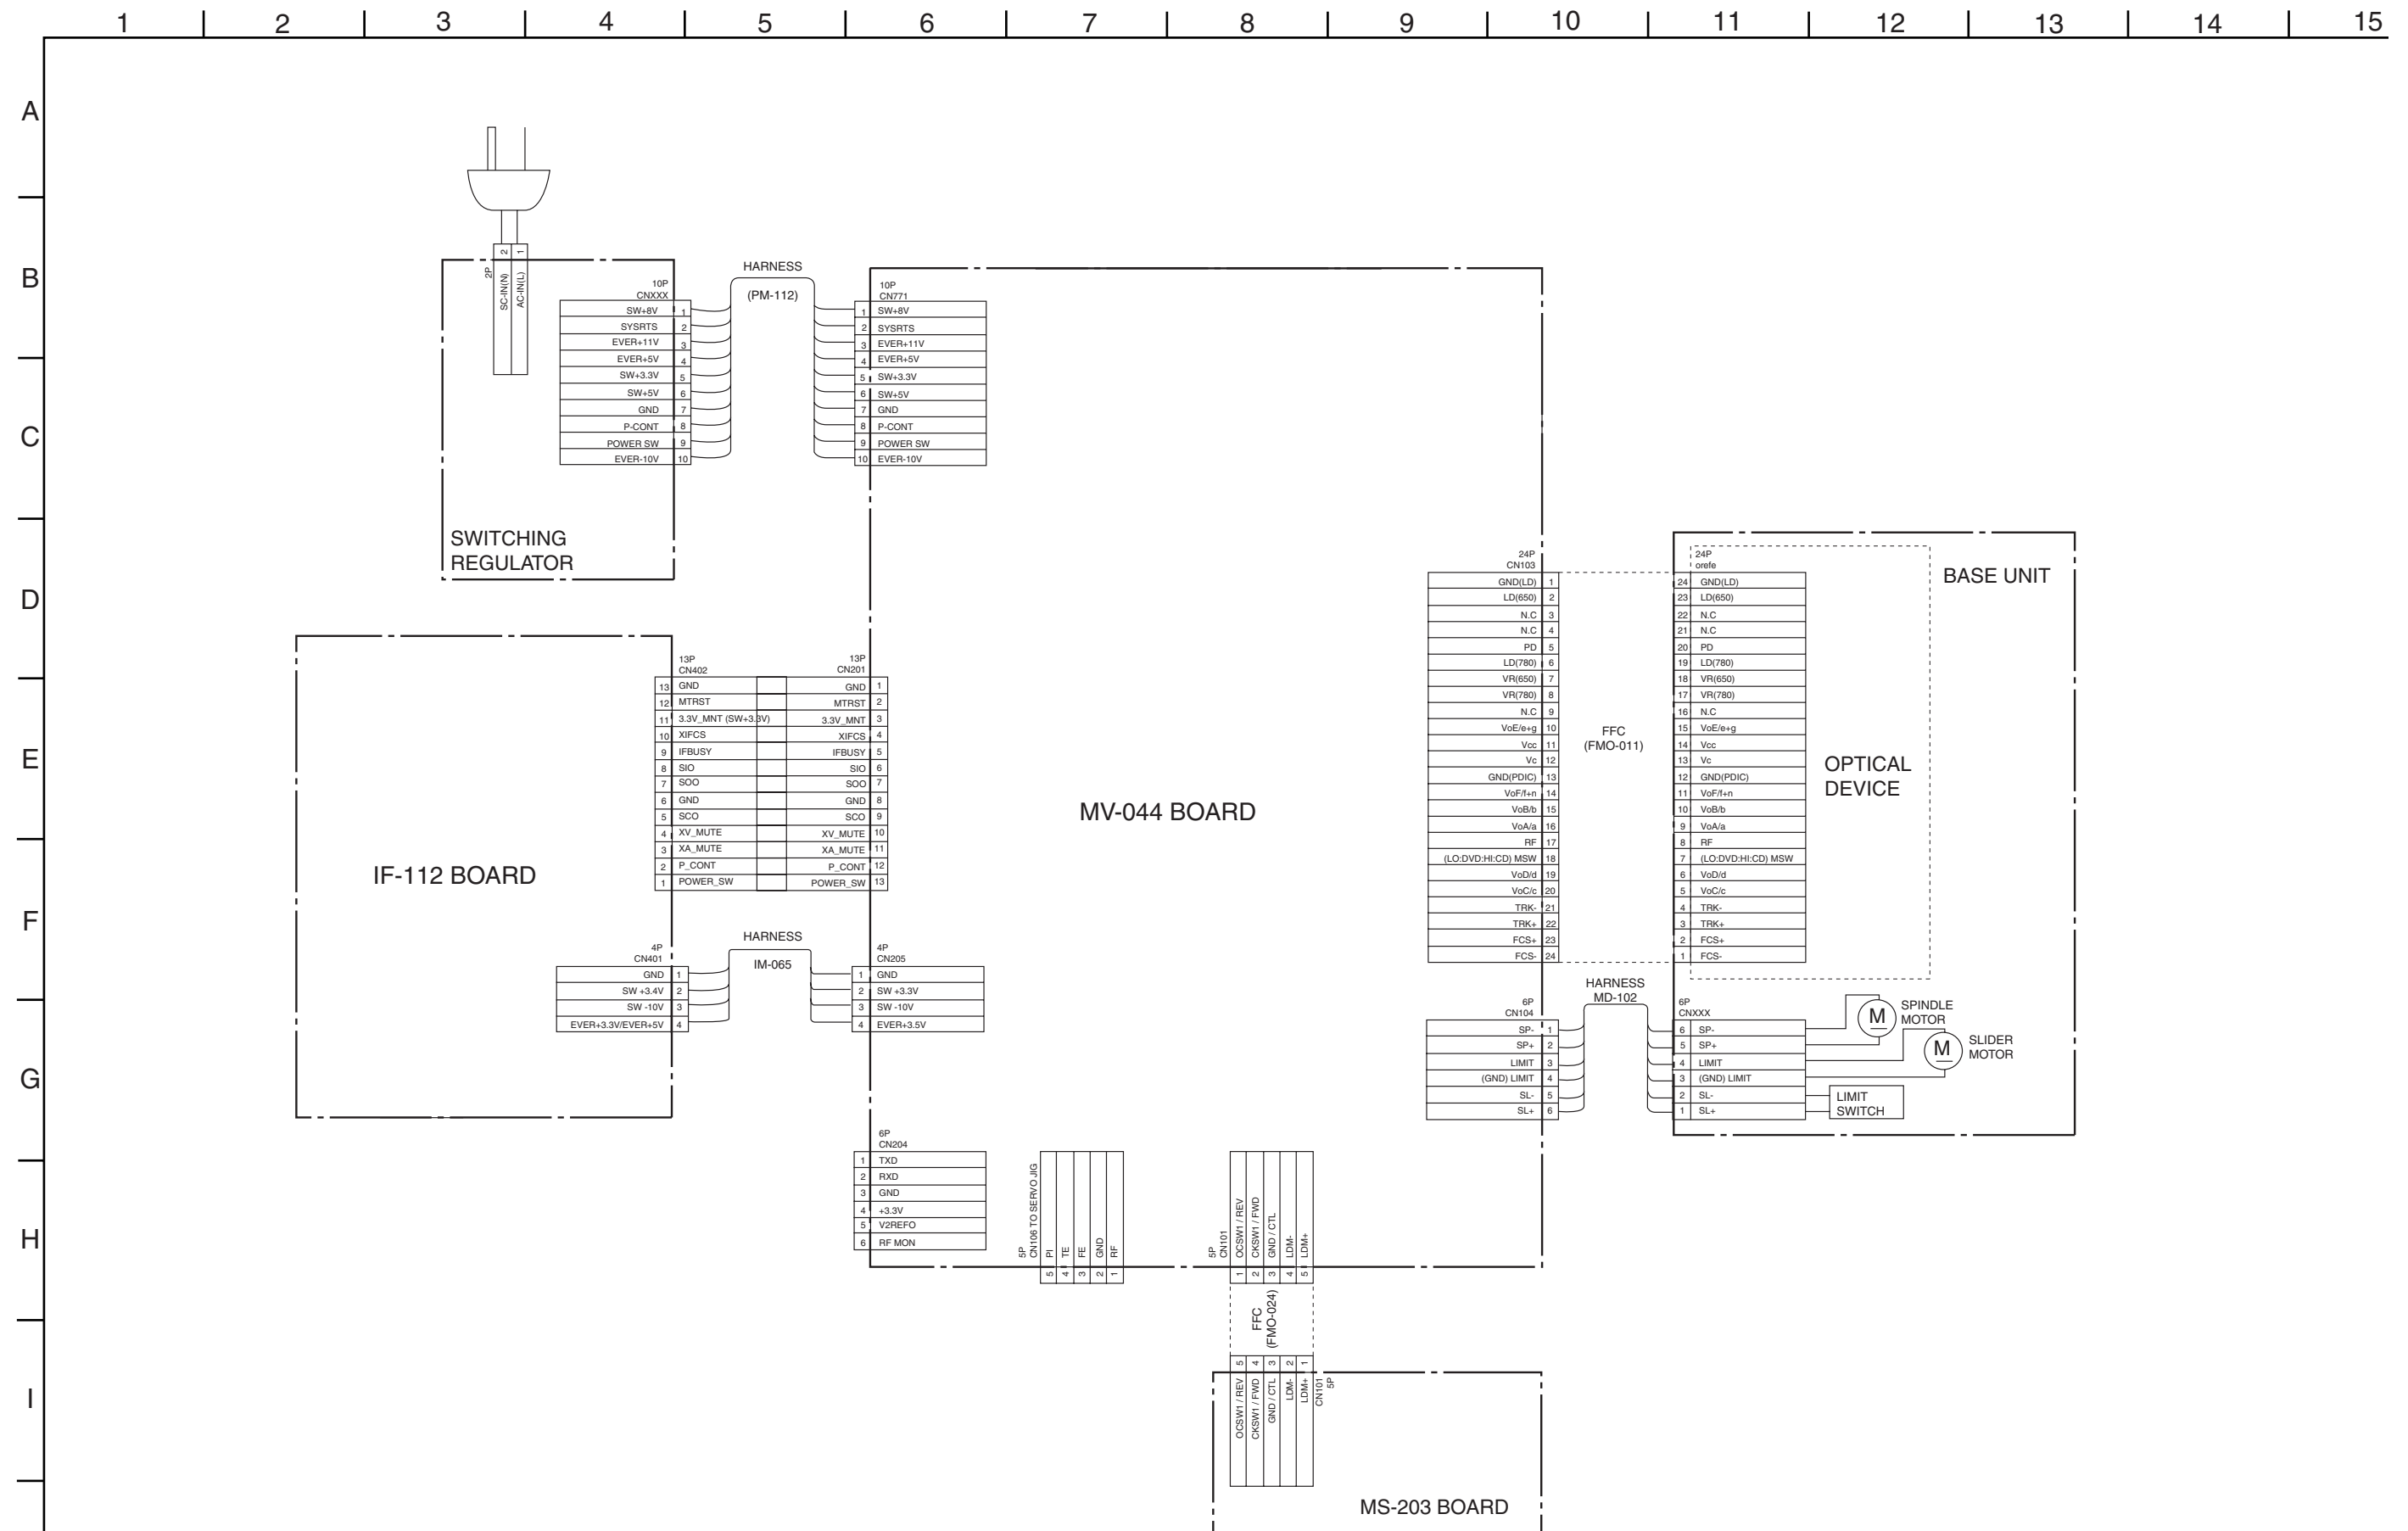 1 2 3 4 5 6 7 8 9 10 11 12 13 14 15
A
B
C
D
E
F
G
H
I
2P
SC-IN(N) 2
AC-IN(L) 1
SWITCHING
REGULATOR
10P
CNXXX
SW+8V 1
SYSRTS 2
EVER+11V 3
EVER+5V 4
SW+3.3V 5
SW+5V 6
GND 7
P-CONT 8
POWER SW 9
EVER-10V 10
HARNESS
(PM-112)
10P
CN771
1 SW+8V
2 SYSRTS
3 EVER+11V
4 EVER+5V
5 SW+3.3V
6 SW+5V
7 GND
8 P-CONT
9 POWER SW
10 EVER-10V
MV-044 BOARD
IF-112 BOARD
13P
CN402
13 GND
12 MTRST
11 3.3V_MNT (SW+3.3V)
10 XIFCS
9 IFBUSY
8 SIO
7 SOO
6 GND
5 SCO
4 XV_MUTE
3 XA_MUTE
2 P_CONT
1 POWER_SW
13P
CN201
GND 1
MTRST 2
3.3V_MNT 3
XIFCS 4
IFBUSY 5
SIO 6
SOO 7
GND 8
SCO 9
XV_MUTE 10
XA_MUTE 11
P_CONT 12
POWER_SW 13
4P
CN401
GND 1
SW +3.4V 2
SW -10V 3
EVER+3.3V/EVER+5V 4
HARNESS
IM-065
4P
CN205
1 GND
2 SW +3.3V
3 SW -10V
4 EVER+3.5V
6P
CN204
1 TXD
2 RXD
3 GND
4 +3.3V
5 V2REFO
6 RF MON
5P
CN106 TO SERVO JIG
5 PI
4 TE
3 FE
2 GND
1 RF
5P
CN101
1 OCSW1 / REV
2 CKSW1 / FWD
3 GND / CTL
4 LDM-
5 LDM+
FFC
(FMO-024)
5 OCSW1 / REV
4 CKSW1 / FWD
3 GND / CTL
2 LDM-
1 LDM+
CN101
5P
MS-203 BOARD
24P
CN103
GND(LD) 1
LD(650) 2
N.C 3
N.C 4
PD 5
LD(780) 6
VR(650) 7
VR(780) 8
N.C 9
VoE/e+g 10
Vcc 11
Vc 12
GND(PDIC) 13
VoF/f+n 14
VoB/b 15
VoA/a 16
RF 17
(LO:DVD:HI:CD) MSW 18
VoD/d 19
VoC/c 20
TRK- 21
TRK+ 22
FCS+ 23
FCS- 24
FFC
(FMO-011)
24P
orefe
24 GND(LD)
23 LD(650)
22 N.C
21 N.C
20 PD
19 LD(780)
18 VR(650)
17 VR(780)
16 N.C
15 VoE/e+g
14 Vcc
13 Vc
12 GND(PDIC)
11 VoF/f+n
10 VoB/b
9 VoA/a
8 RF
7 (LO:DVD:HI:CD) MSW
6 VoD/d
5 VoC/c
4 TRK-
3 TRK+
2 FCS+
1 FCS-
BASE UNIT
OPTICAL
DEVICE
6P
CN104
SP- 1
SP+ 2
LIMIT 3
(GND) LIMIT 4
SL- 5
SL+ 6
HARNESS
MD-102
6P
CNXXX
6 SP-
5 SP+
4 LIMIT
3 (GND) LIMIT
2 SL-
1 SL+
M
SPINDLE
MOTOR
M
SLIDER
MOTOR
LIMIT
SWITCH